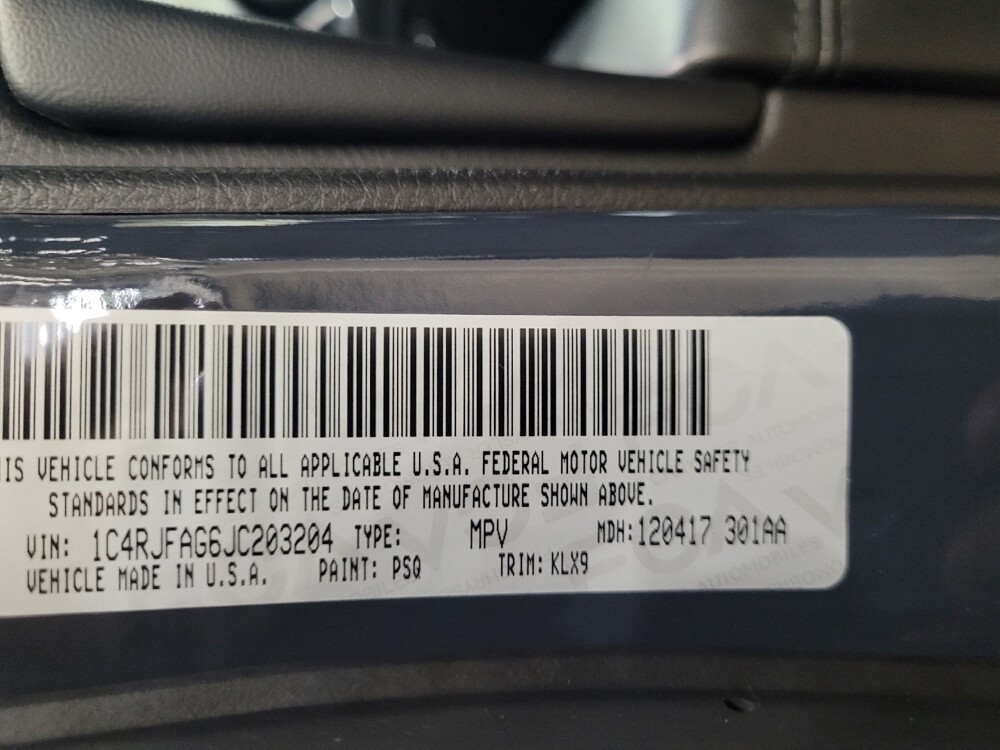 IS VEHICLE CONFORMS TO ALL APPLICABLE U.S.A. FEDERAL MOTOR VEHICLE SAFETY
STANDARDS IN EFFECT ON THE DATE OF MANUFACTURE SHOWN ABOVE.
VIN: 1C4RJFAG6JC203204 TYPE: MPV MDH:120417 301AA
VEHICLE MADE IN U.S.A. PAINT: PSQ TRIM: KLX9